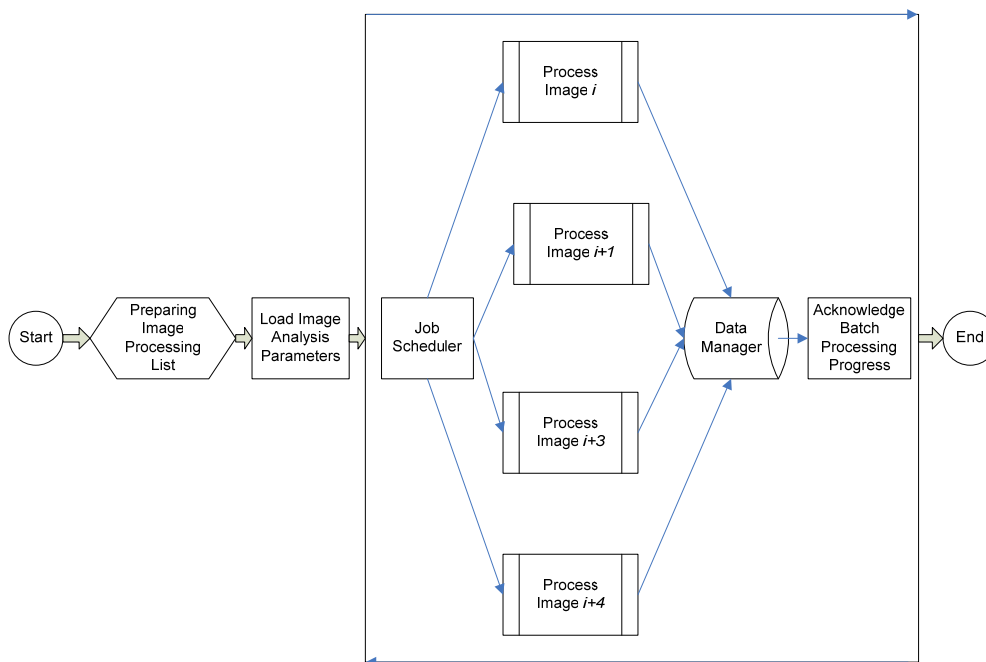 Start
Preparing
Image
Processing
List
Load Image
Analysis
Parameters
Job
Scheduler
Process
Image i
Process
Image i+1
Process
Image i+3
Process
Image i+4
Data
Manager
Acknowledge
Batch
Processing
Progress
End